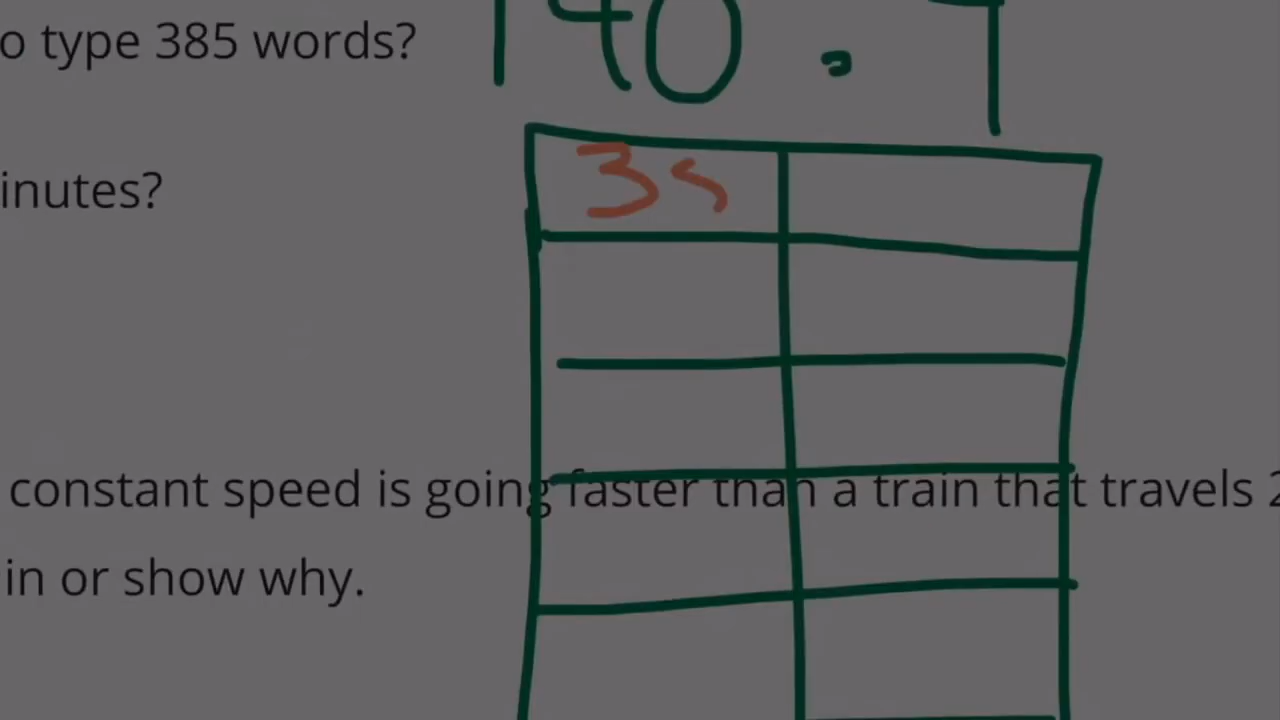 o type 385 words?
140 :
35
inutes?
constant speed is going faster than a train that travels 2
in or show why.